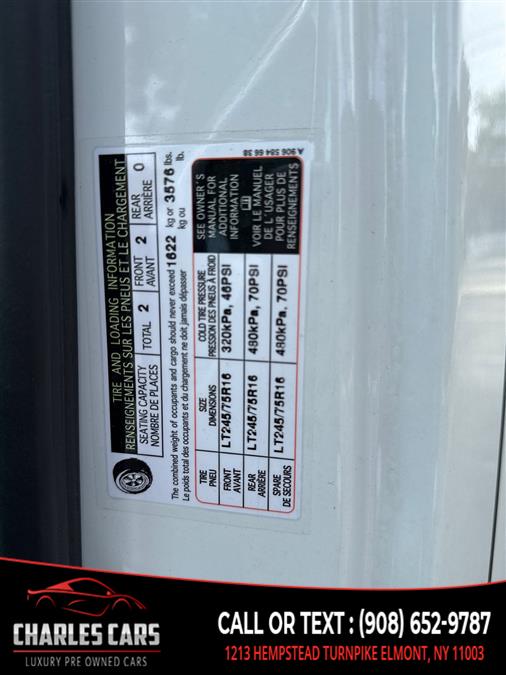 TIRE AND LOADING INFORMATION
RENSEIGNEMENTS SUR LES PNEUS ET LE CHARGEMENT
SEATING CAPACITY
NOMBRE DE PLACES
TOTAL 2
FRONT
AVANT
2
REAR
ARRIÈRE
0
The combined weight of occupants and cargo should never exceed 1622 kg or 3576 lbs.
Le poids total des occupants et du chargement ne doit jamais dépasser kg ou lb.
TIRE
PNEU
SIZE
DIMENSIONS
COLD TIRE PRESSURE
PRESSION DES PNEUS À FROID
FRONT
AVANT
LT245/75R16
320kPa, 46PSI
REAR
ARRIÈRE
LT245/75R16
480kPa, 70PSI
SPARE
DE SECOURS
LT245/75R16
480kPa, 70PSI
SEE OWNER'S
MANUAL FOR
ADDITIONAL
INFORMATION
VOIR LE MANUEL
DE L'USAGER
POUR PLUS DE
RENSEIGNEMENTS
A 906 584 66 38
CHARLES CARS
LUXURY PRE OWNED CARS
CALL OR TEXT : (908) 652-9787
1213 HEMPSTEAD TURNPIKE ELMONT, NY 11003